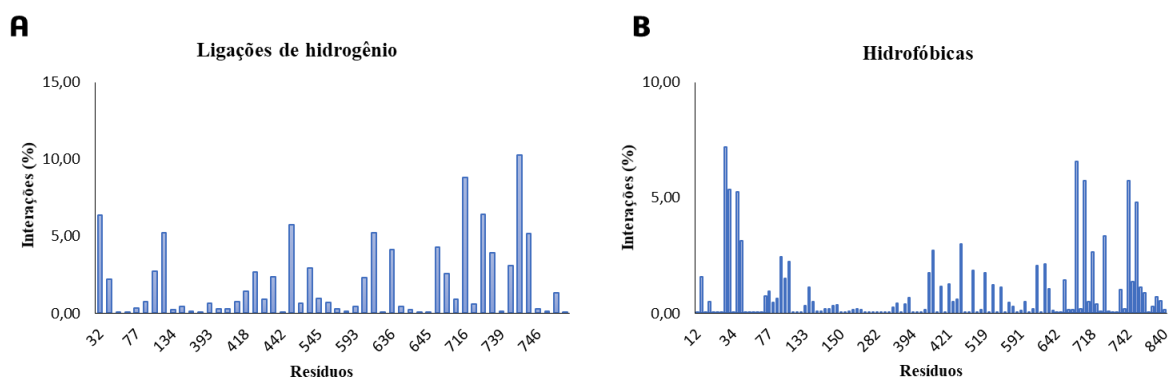 A
Ligações de hidrogênio
15,00
10,00
5,00
0,00
Interações (%)
32 77 134 393 418 442 545 593 636 645 716 739 746
Resíduos
B
Hidrofóbicas
10,00
5,00
0,00
Interações (%)
12 34 77 133 150 282 394 421 519 591 642 718 742 840
Resíduos